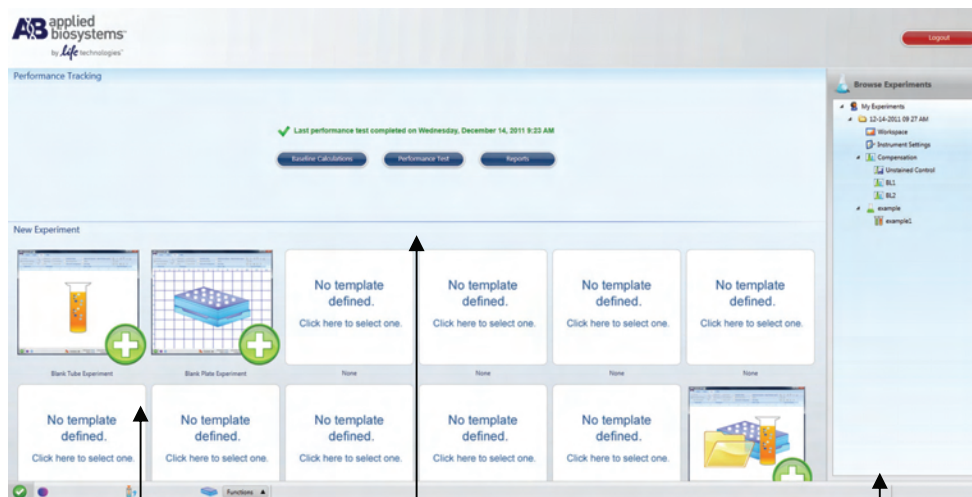 AB applied
biosystems™
by life technologies™
Logout
Performance Tracking
Last performance test completed on Wednesday, December 14, 2011 9:23 AM
Baseline Calculations
Performance Test
Reports
Browse Experiments
My Experiments
12-14-2011 09 27 AM
Workspace
Instrument Settings
Compensation
Unstained Control
BL1
BL2
example
example1
New Experiment
No template
defined.
Click here to select one.
No template
defined.
Click here to select one.
No template
defined.
Click here to select one.
No template
defined.
Click here to select one.
Blank Tube Experiment
Blank Plate Experiment
None
None
None
None
No template
defined.
Click here to select one.
No template
defined.
Click here to select one.
No template
defined.
Click here to select one.
No template
defined.
Click here to select one.
No template
defined.
Click here to select one.
Functions